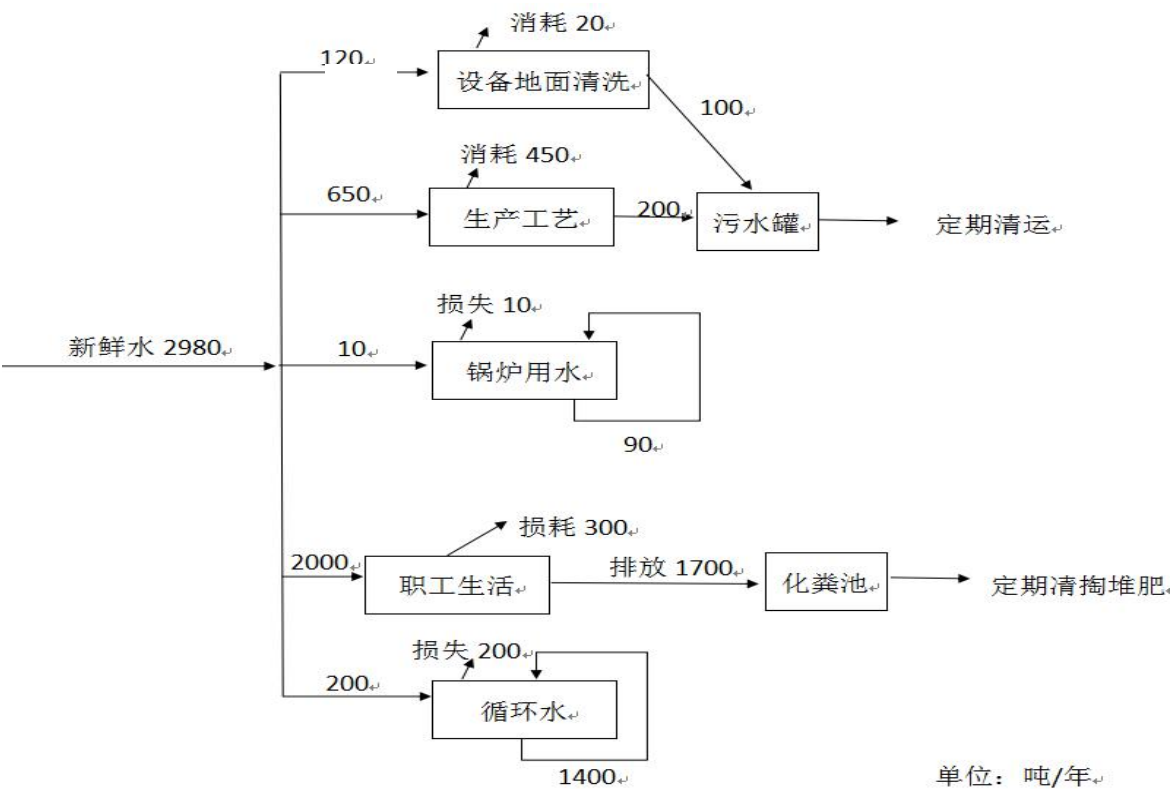 消耗 20
120
设备地面清洗
100
消耗 450
650
生产工艺
200
污水罐
定期清运
损失 10
新鲜水 2980
10
锅炉用水
90
损耗 300
2000
职工生活
排放 1700
化粪池
定期清掏堆肥
损失 200
200
循环水
1400
单位：吨/年